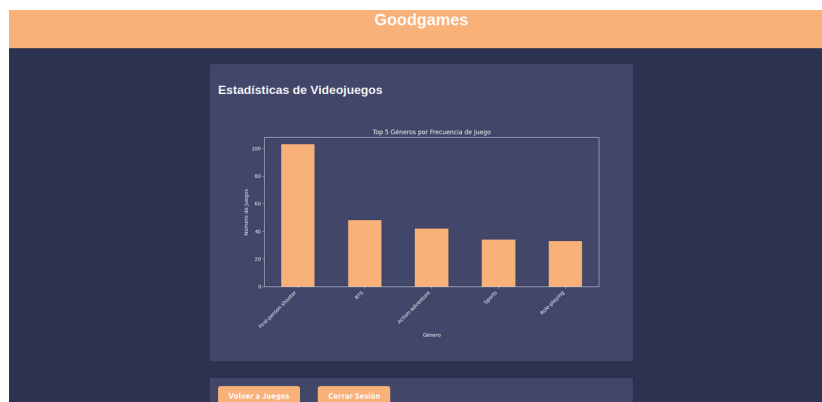 Goodgames
Estadísticas de Videojuegos
Top 5 Géneros por Frecuencia de Juego
Número de Juegos
100
80
60
40
20
0
First-person shooter
RTS
Action-adventure
Sports
Role-playing
Género
Volver a Juegos
Cerrar Sesión